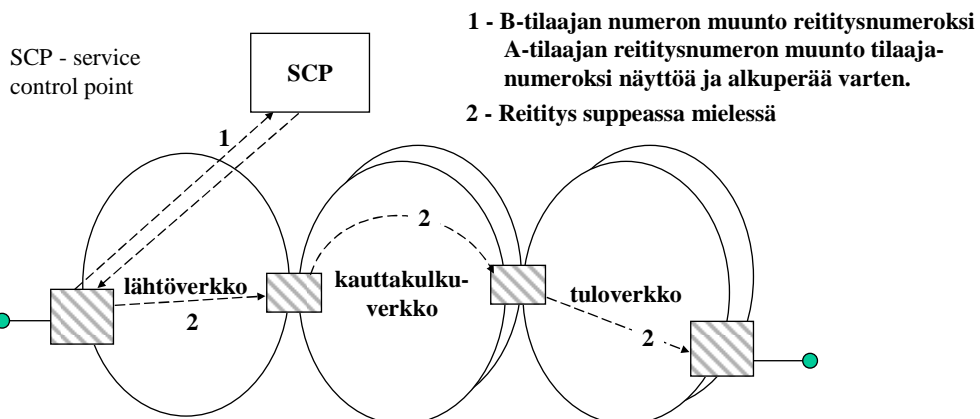 1 - B-tilaajan numeron muunto reititysnumeroksi
A-tilaajan reititysnumeron muunto tilaaja-
numeroksi näyttöä ja alkuperää varten.
2 - Reititys suppeassa mielessä
SCP - service
control point
SCP
1
lähtöverkko
2
2
kauttakulku-
verkko
tuloverkko
2